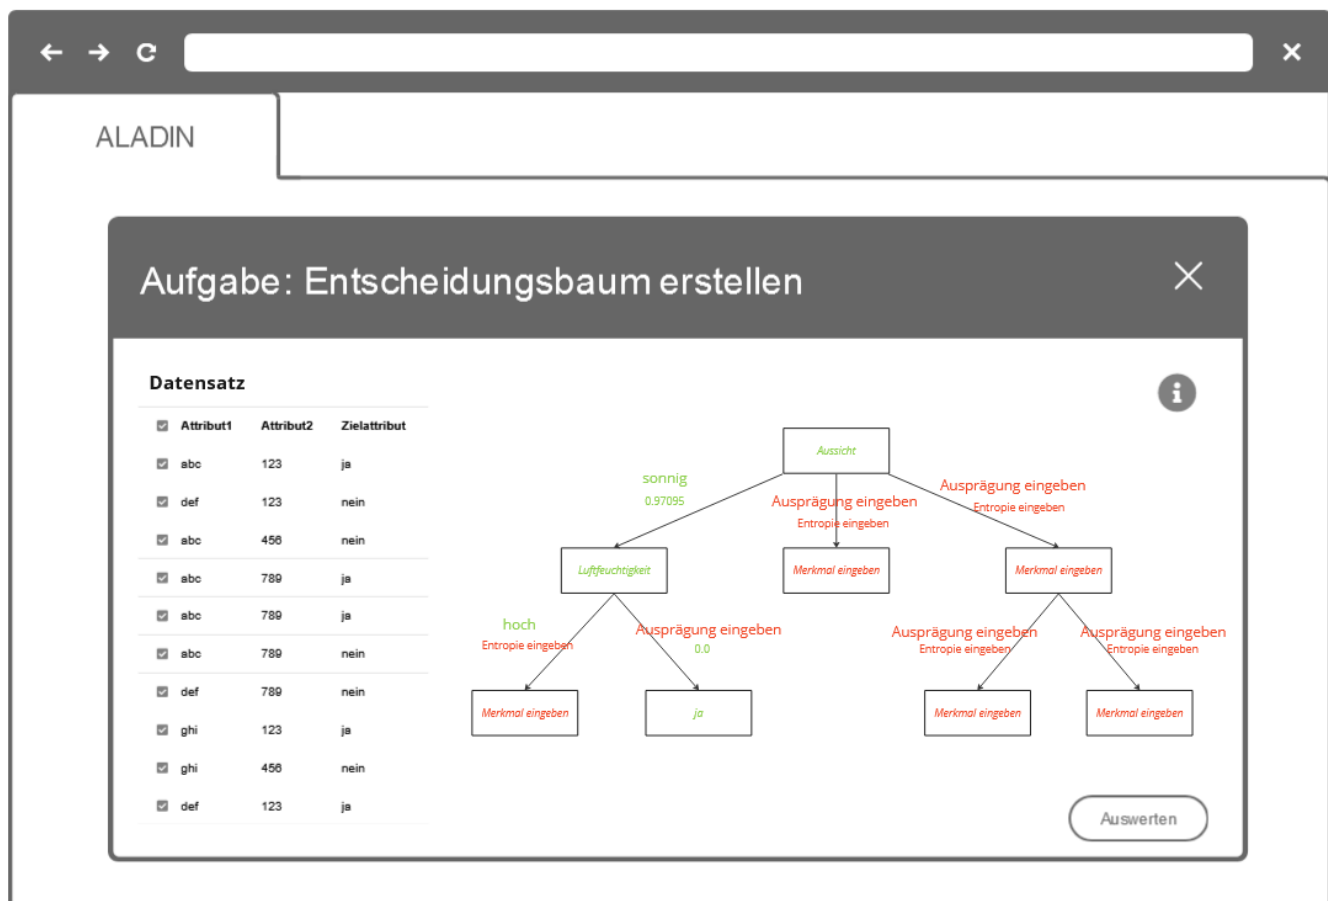 ALADIN
Aufgabe: Entscheidungsbaum erstellen
Datensatz
Attribut1 Attribut2 Zielattribut
abc 123 ja
def 123 nein
abc 456 nein
abc 789 ja
abc 789 ja
abc 789 nein
def 789 nein
ghi 123 ja
ghi 456 nein
def 123 ja
Aussicht
sonnig
0.97095
Ausprägung eingeben
Entropie eingeben
Ausprägung eingeben
Entropie eingeben
Luftfeuchtigkeit
Merkmal eingeben
Merkmal eingeben
hoch
Entropie eingeben
Ausprägung eingeben
0.0
Ausprägung eingeben
Entropie eingeben
Ausprägung eingeben
Entropie eingeben
Merkmal eingeben
ja
Merkmal eingeben
Merkmal eingeben
Auswerten